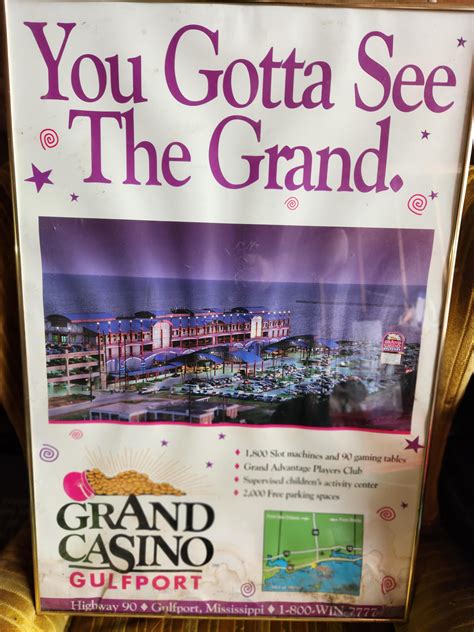 You Gotta See
The Grand.
♦ 1,800 Slot machines and 90 gaming tables
♦ Grand Advantage Players Club
♦ Supervised children's activity center
♦ 2,000 Free parking spaces
GRAND
CASINO
GULFPORT
Highway 90 ♦ Gulfport, Mississippi ♦ 1-800-WIN 7777